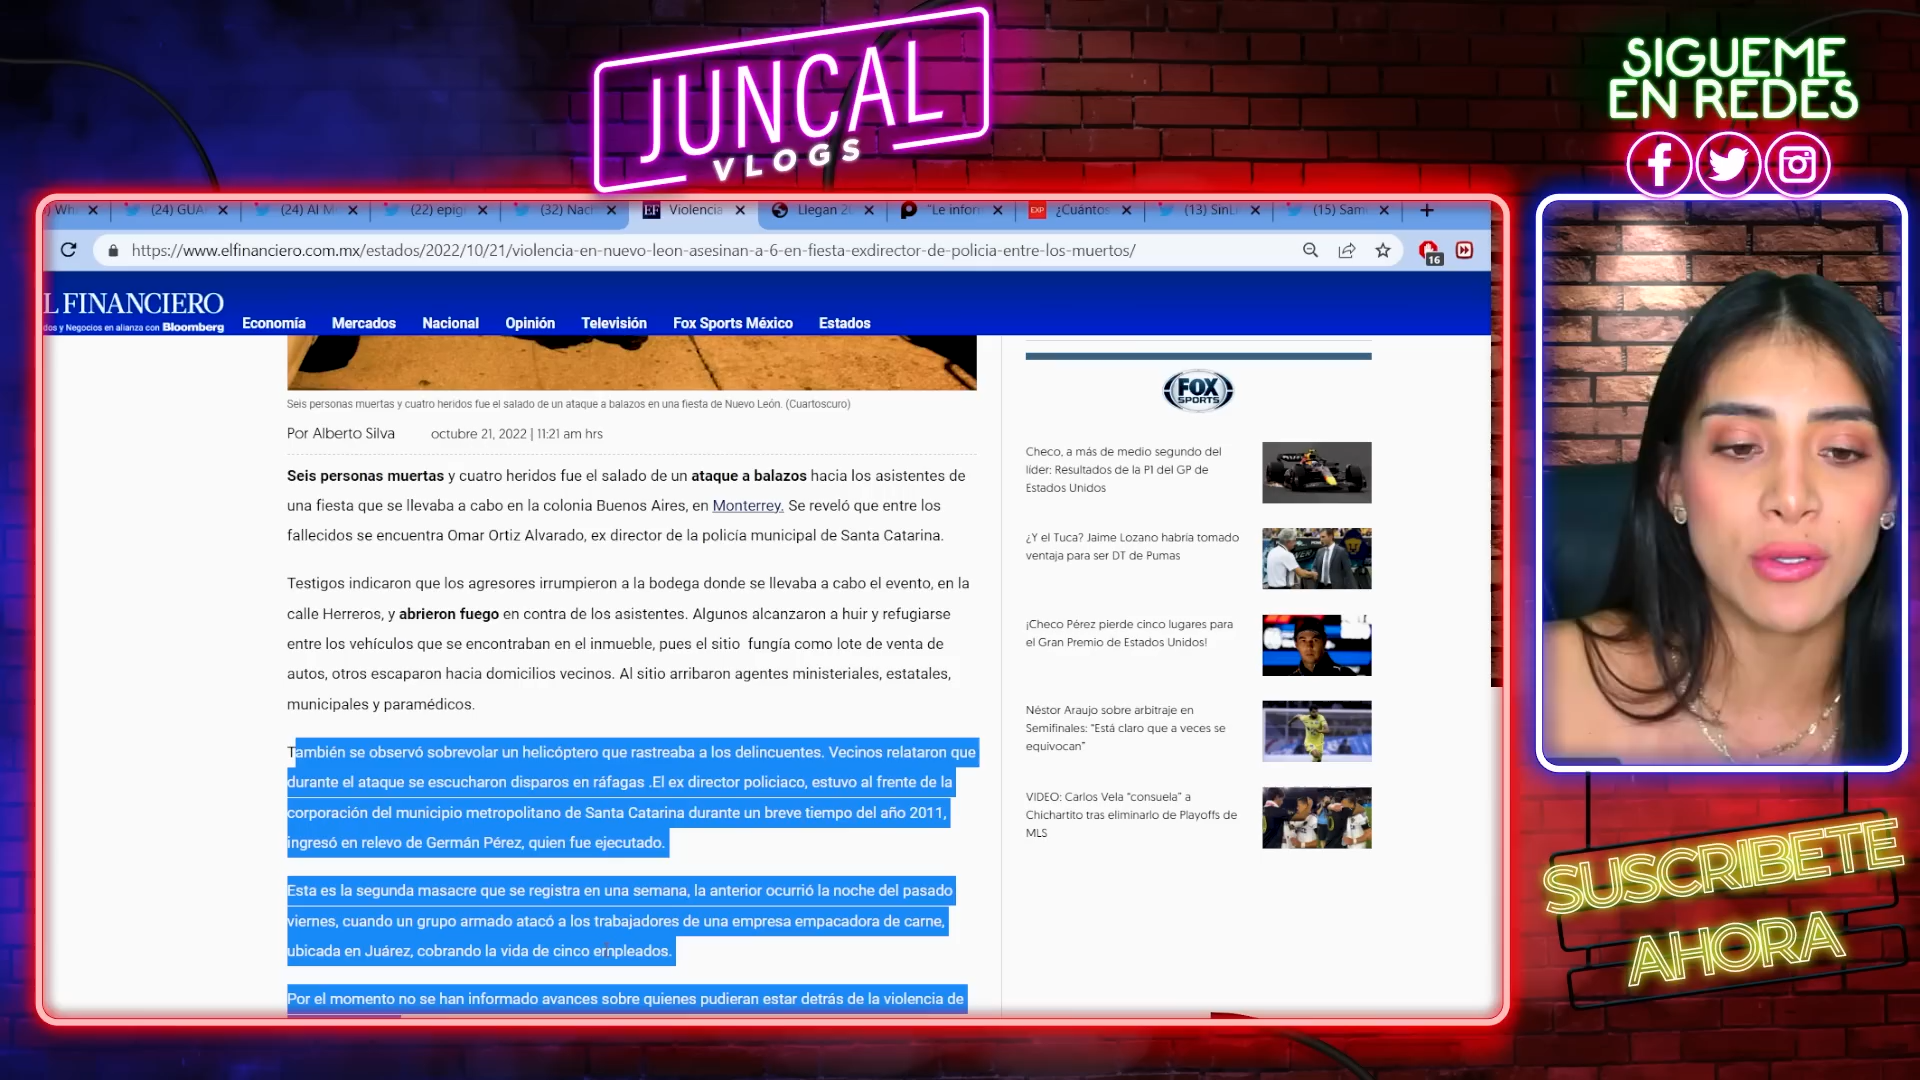 JUNCAL
VLOGS
SIGUEME
EN REDES
Wh
(24) GUA
(24) Al M
(22) epig
(32) Naci
EF Violencia
Llegan 20
"Le inforr
EXP ¿Cuántos
(13) SinL
(15) Samu
https://www.elfinanciero.com.mx/estados/2022/10/21/violencia-en-nuevo-leon-asesinan-a-6-en-fiesta-exdirector-de-policia-entre-los-muertos/
16
L FINANCIERO
dos y Negocios en alianza con Bloomberg
Economía Mercados Nacional Opinión Televisión Fox Sports México Estados
Seis personas muertas y cuatro heridos fue el salado de un ataque a balazos en una fiesta de Nuevo León. (Cuartoscuro)
Por Alberto Silva octubre 21, 2022 | 11:21 am hrs
Seis personas muertas y cuatro heridos fue el salado de un ataque a balazos hacia los asistentes de
una fiesta que se llevaba a cabo en la colonia Buenos Aires, en Monterrey. Se reveló que entre los
fallecidos se encuentra Omar Ortiz Alvarado, ex director de la policía municipal de Santa Catarina.
Testigos indicaron que los agresores irrumpieron a la bodega donde se llevaba a cabo el evento, en la
calle Herreros, y abrieron fuego en contra de los asistentes. Algunos alcanzaron a huir y refugiarse
entre los vehículos que se encontraban en el inmueble, pues el sitio fungía como lote de venta de
autos, otros escaparon hacia domicilios vecinos. Al sitio arribaron agentes ministeriales, estatales,
municipales y paramédicos.
También se observó sobrevolar un helicóptero que rastreaba a los delincuentes. Vecinos relataron que
durante el ataque se escucharon disparos en ráfagas .El ex director policiaco, estuvo al frente de la
corporación del municipio metropolitano de Santa Catarina durante un breve tiempo del año 2011,
ingresó en relevo de Germán Pérez, quien fue ejecutado.
Esta es la segunda masacre que se registra en una semana, la anterior ocurrió la noche del pasado
viernes, cuando un grupo armado atacó a los trabajadores de una empresa empacadora de carne,
ubicada en Juárez, cobrando la vida de cinco empleados.
Por el momento no se han informado avances sobre quienes pudieran estar detrás de la violencia de
FOX
SPORTS
Checo, a más de medio segundo del
líder: Resultados de la P1 del GP de
Estados Unidos
¿Y el Tuca? Jaime Lozano habría tomado
ventaja para ser DT de Pumas
¡Checo Pérez pierde cinco lugares para
el Gran Premio de Estados Unidos!
Néstor Araujo sobre arbitraje en
Semifinales: “Está claro que a veces se
equivocan”
VIDEO: Carlos Vela “consuela” a
Chicharito tras eliminarlo de Playoffs de
MLS
SUSCRIBETE
AHORA